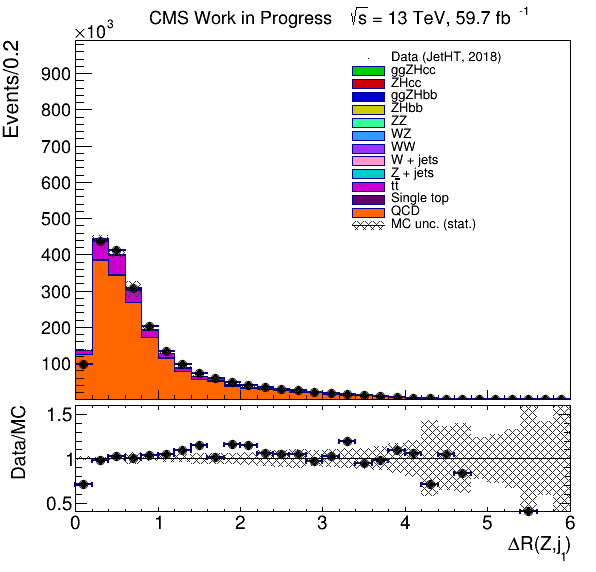 CMS Work in Progress √s = 13 TeV, 59.7 fb⁻¹
×10³
Events/0.2
900
800
700
600
500
400
300
200
100
Data (JetHT, 2018)
ggZHcc
ZHcc
ggZHbb
ZHbb
ZZ
WZ
WW
W + jets
Z + jets
tt̅
Single top
QCD
MC unc. (stat.)
Data/MC
1.5
1
0.5
0 1 2 3 4 5 6
ΔR(Z,j₁)